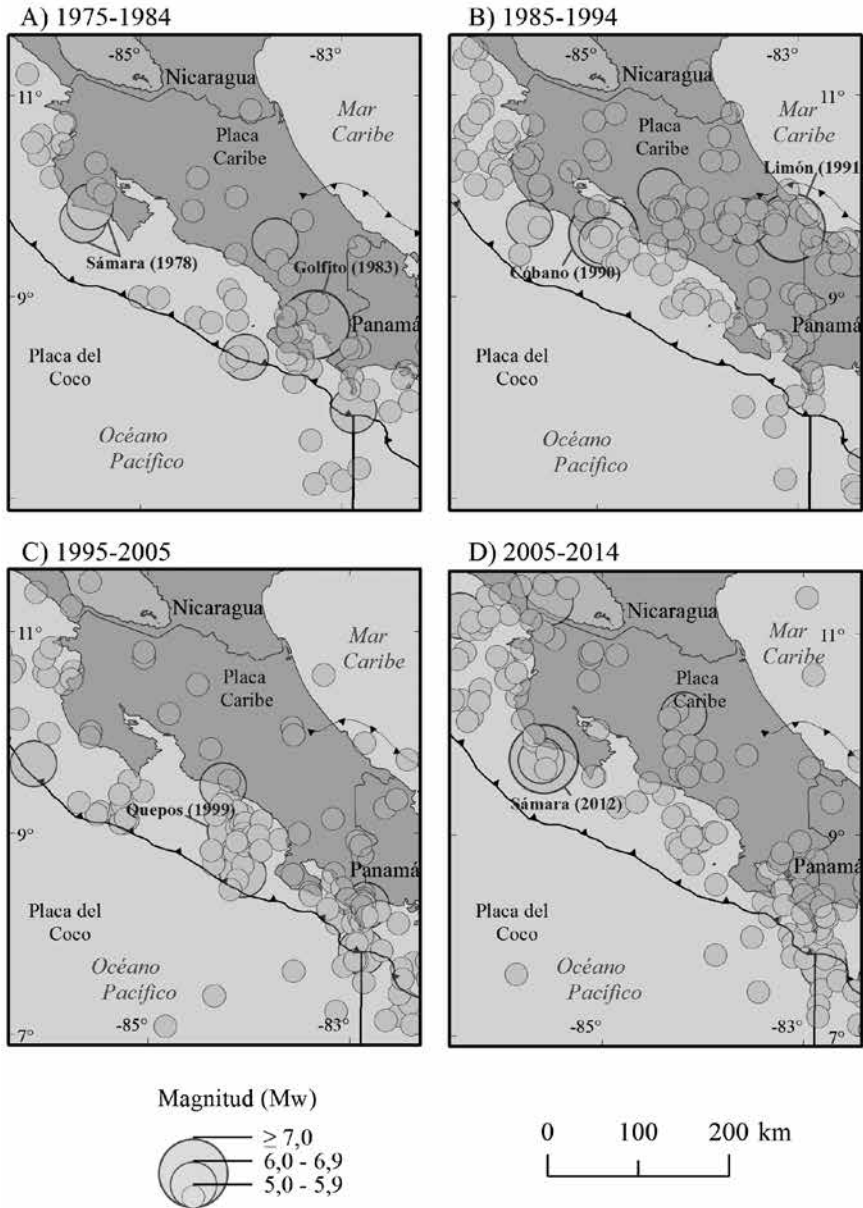 A) 1975-1984
-85° -83°
Nicaragua
11°
Mar
Caribe
Placa
Caribe
Sámara (1978)
Golfito (1983)
9°
Panamá
Placa del
Coco
Océano
Pacífico
B) 1985-1994
-85° -83°
Nicaragua
11°
Mar
Caribe
Placa
Caribe
Limón (1991
Cóbano (1990)
9°
Panamá
Placa del
Coco
Océano
Pacífico
C) 1995-2005
Nicaragua
11°
Mar
Caribe
Placa
Caribe
Quepos (1999)
9°
Panamá
Placa del
Coco
Océano
Pacífico
-85° -83°
7°
D) 2005-2014
Nicaragua
11°
Mar
Caribe
Placa
Caribe
Sámara (2012)
9°
Panamá
Placa del
Coco
Océano
Pacífico
-85° -83°
7°
Magnitud (Mw)
≥ 7,0
6,0 - 6,9
5,0 - 5,9
0 100 200 km